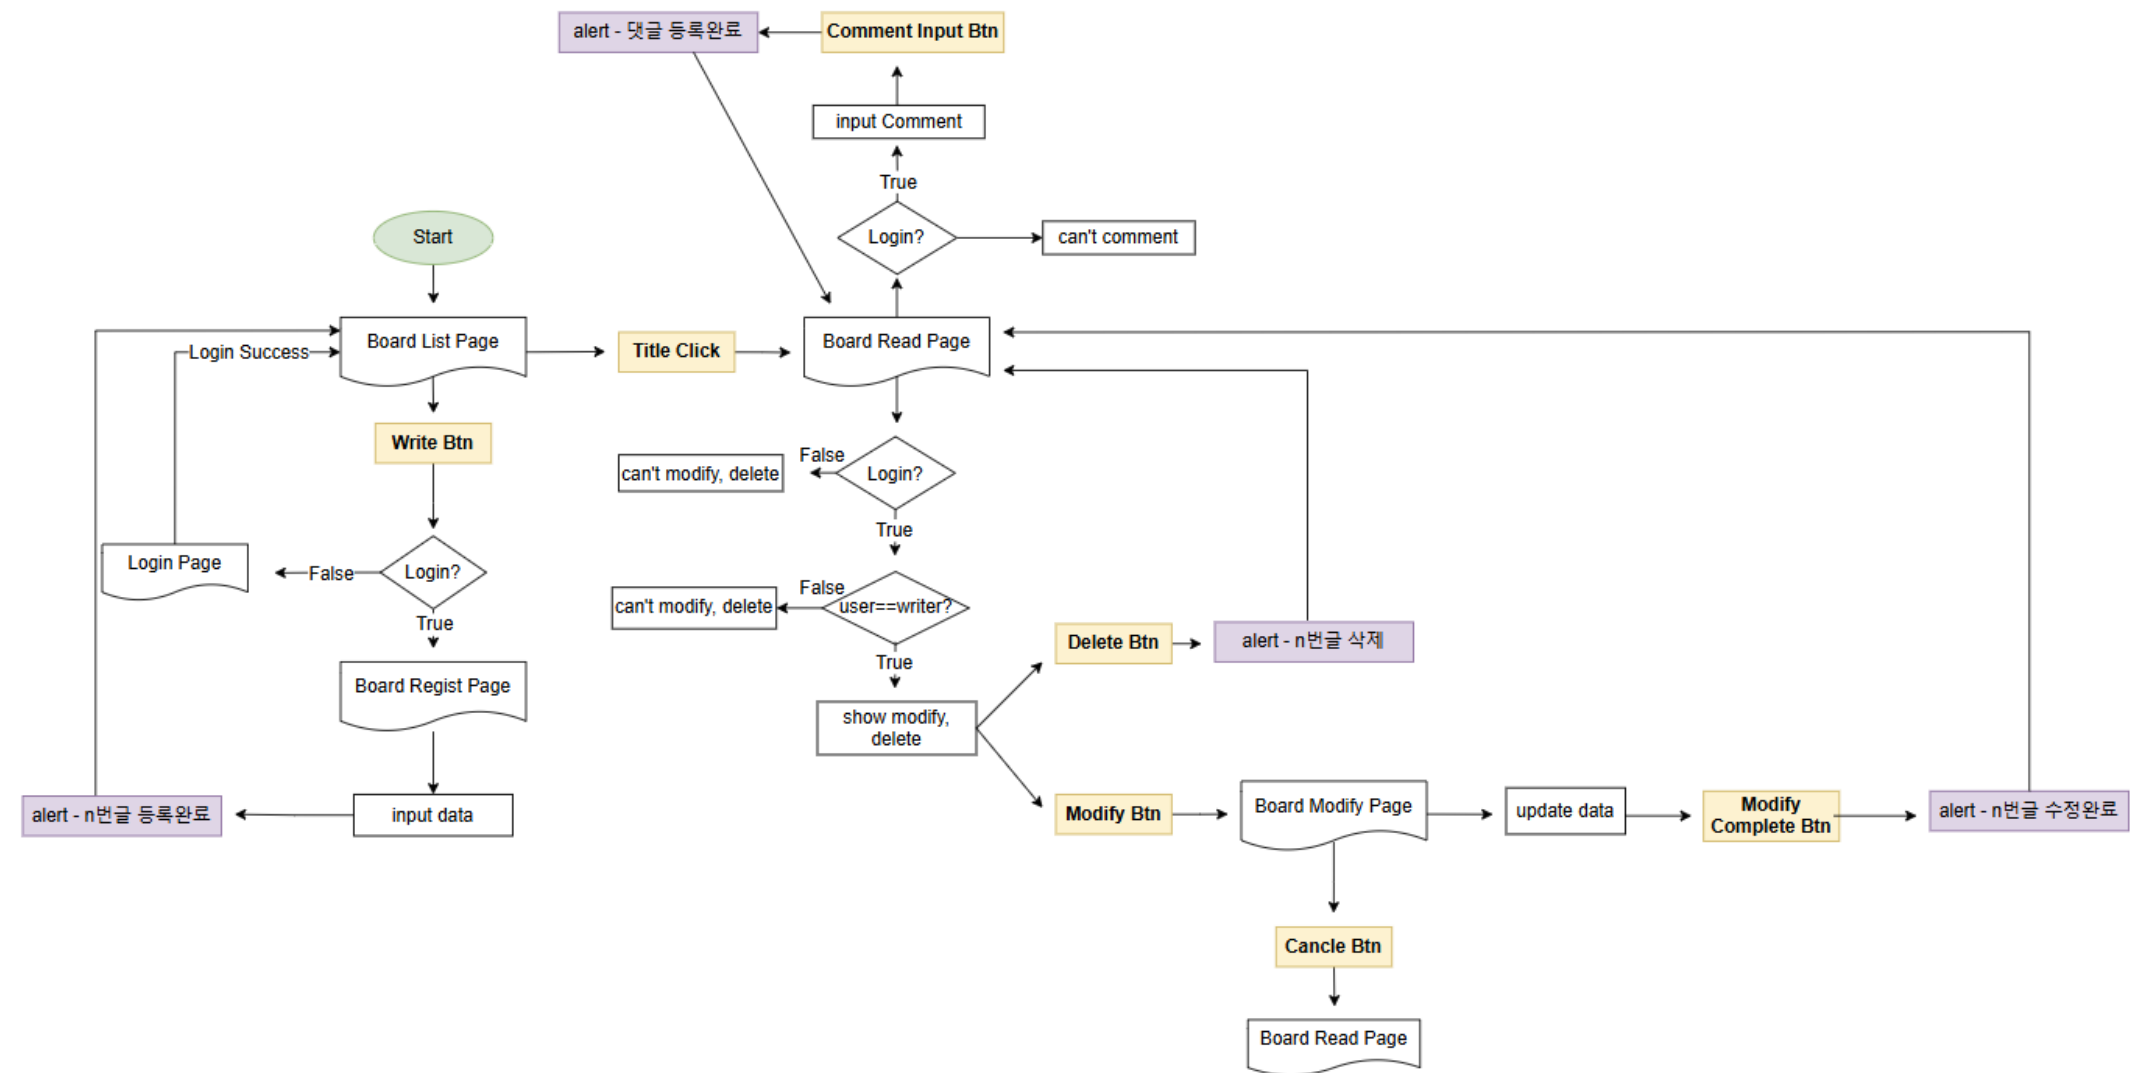 alert - 댓글 등록완료
Comment Input Btn
input Comment
True
Login?
can't comment
Start
Board List Page
Login Success
Title Click
Board Read Page
Write Btn
False
can't modify, delete
Login?
True
Login Page
False
Login?
True
False
can't modify, delete
user==writer?
True
Delete Btn
alert - n번글 삭제
Board Regist Page
show modify,
delete
alert - n번글 등록완료
input data
Modify Btn
Board Modify Page
update data
Modify
Complete Btn
alert - n번글 수정완료
Cancle Btn
Board Read Page